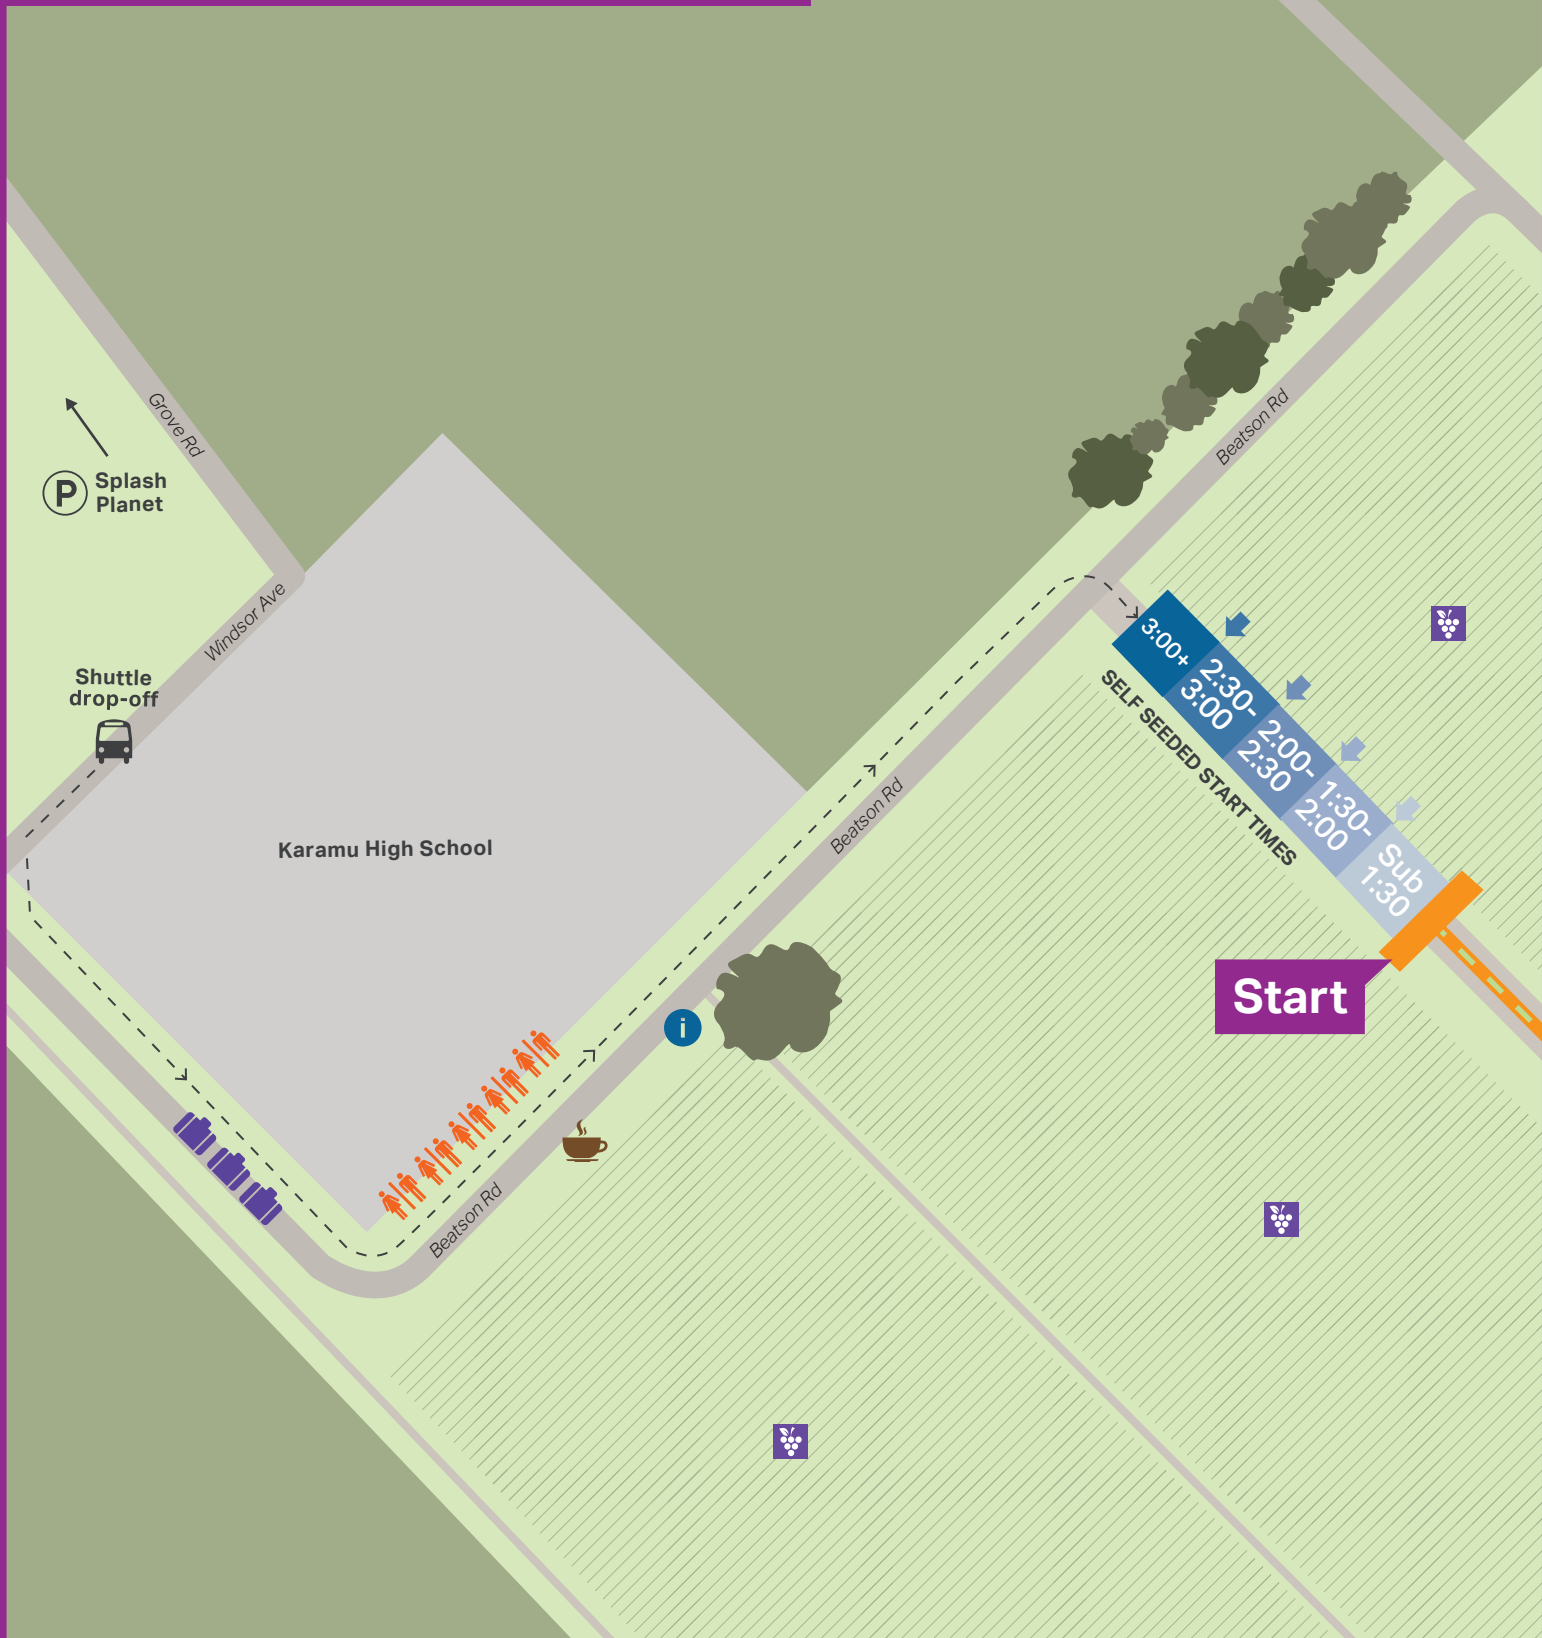 Grove Rd
P
Splash
Planet
Windsor Ave
Shuttle
drop-off
Karamu High School
Beatson Rd
Beatson Rd
Beatson Rd
3:00+
2:30-
3:00
2:00-
2:30
1:30-
2:00
Sub
1:30
SELF SEEDED START TIMES
Start
i